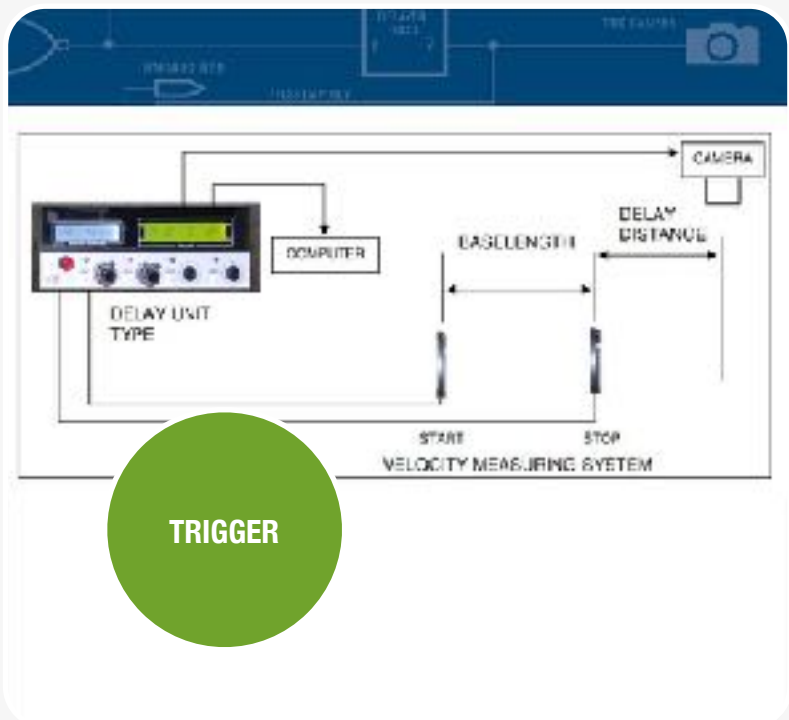 CAMERA
DELAY
DISTANCE
BASELENGTH
COMPUTER
DELAY UNIT
TYPE
START
STOP
VELOCITY MEASURING SYSTEM
TRIGGER